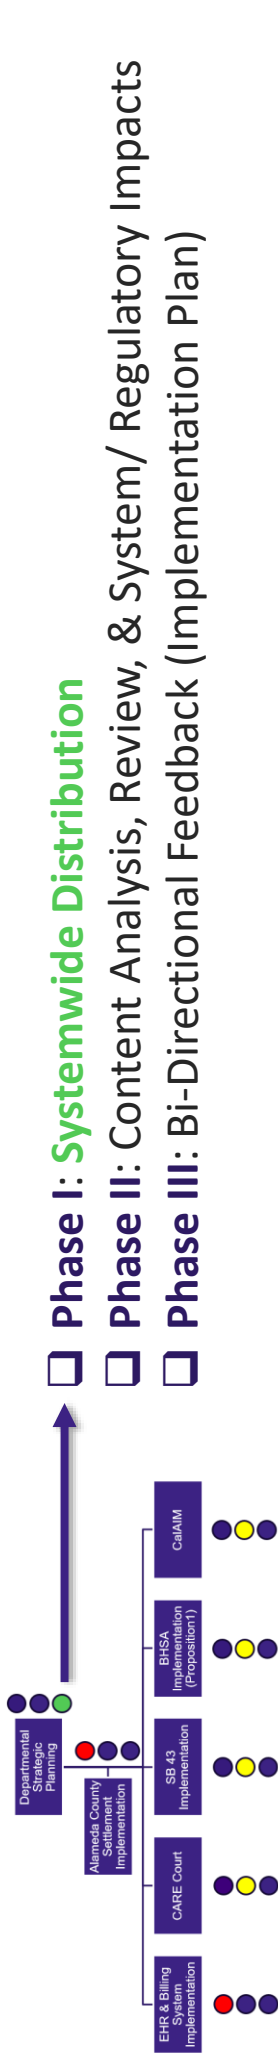 Departmental
Strategic
Planning
Alameda County
Settlement
Implementation
EHR & Billing
System
Implementation
CARE Court
SB 43
Implementation
BHSA
Implementation
(Proposition1)
CalAIM
❑ Phase I: Systemwide Distribution
❑ Phase II: Content Analysis, Review, & System/ Regulatory Impacts
❑ Phase III: Bi-Directional Feedback (Implementation Plan)